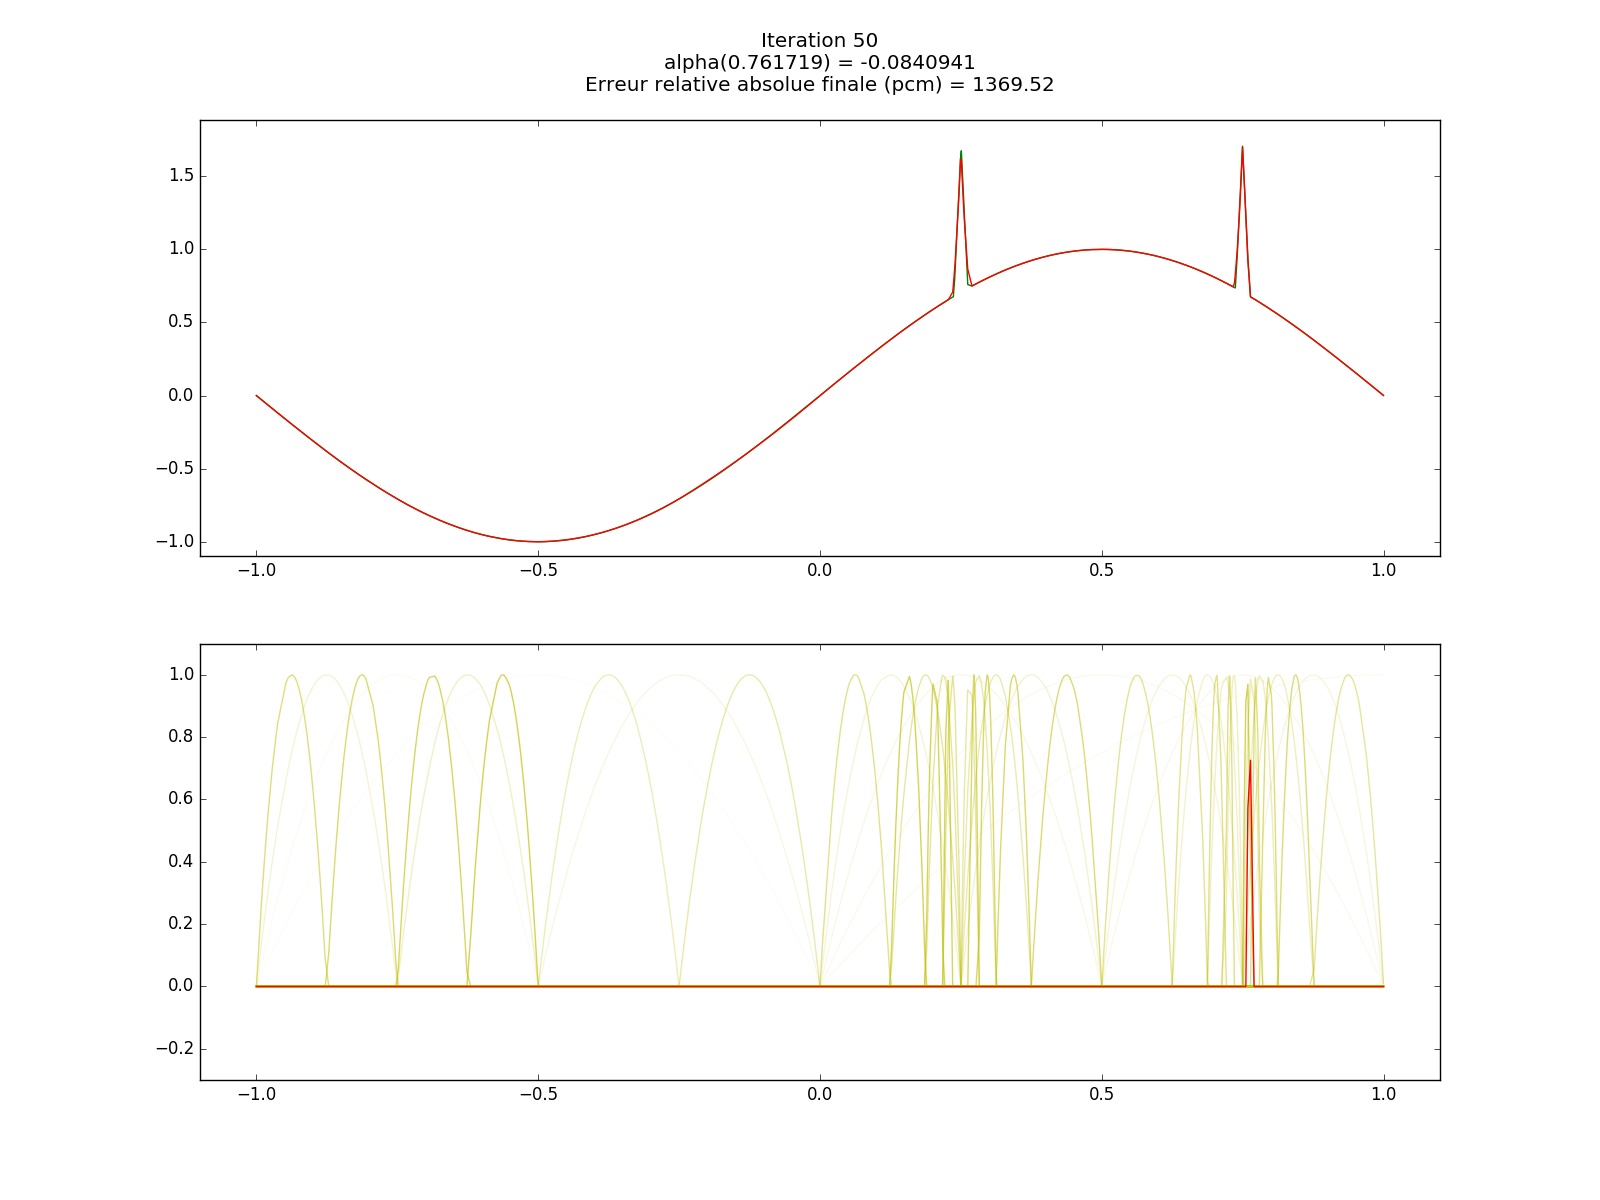 Iteration 50
alpha(0.761719) = -0.0840941
Erreur relative absolue finale (pcm) = 1369.52
1.5
1.0
0.5
0.0
−0.5
−1.0
−1.0 −0.5 0.0 0.5 1.0
1.0
0.8
0.6
0.4
0.2
0.0
−0.2
−1.0 −0.5 0.0 0.5 1.0